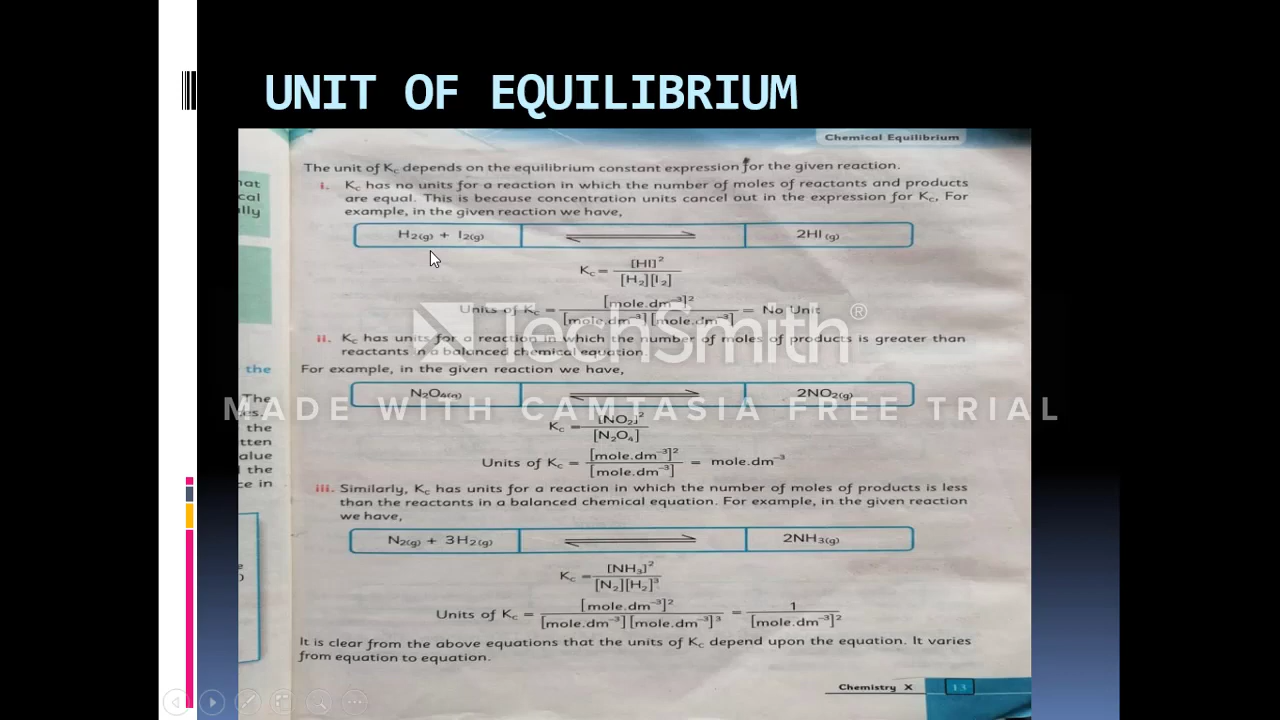 UNIT OF EQUILIBRIUM
Chemical Equilibrium
The unit of Kc depends on the equilibrium constant expression for the given reaction.
i. Kc has no units for a reaction in which the number of moles of reactants and products
are equal. This is because concentration units cancel out in the expression for Kc. For
example, in the given reaction we have,
H2(g) + I2(g) ⇌ 2HI(g)
Kc = [HI]² / [H2][I2]
Units of Kc = [mole.dm⁻³]² / [mole.dm⁻³] [mole.dm⁻³] = No Unit
TechSmith®
ii. Kc has units for a reaction in which the number of moles of products is greater than
reactants in a balanced chemical equation.
For example, in the given reaction we have,
N2O4(g) ⇌ 2NO2(g)
MADE WITH CAMTASIA FREE TRIAL
Kc = [NO2]² / [N2O4]
Units of Kc = [mole.dm⁻³]² / [mole.dm⁻³] = mole.dm⁻³
iii. Similarly, Kc has units for a reaction in which the number of moles of products is less
than the reactants in a balanced chemical equation. For example, in the given reaction
we have,
N2(g) + 3H2(g) ⇌ 2NH3(g)
Kc = [NH3]² / [N2][H2]³
Units of Kc = [mole.dm⁻³]² / [mole.dm⁻³] [mole.dm⁻³]³ = 1 / [mole.dm⁻³]²
It is clear from the above equations that the units of Kc depend upon the equation. It varies
from equation to equation.
Chemistry X 13
the
The
the
the
ce in